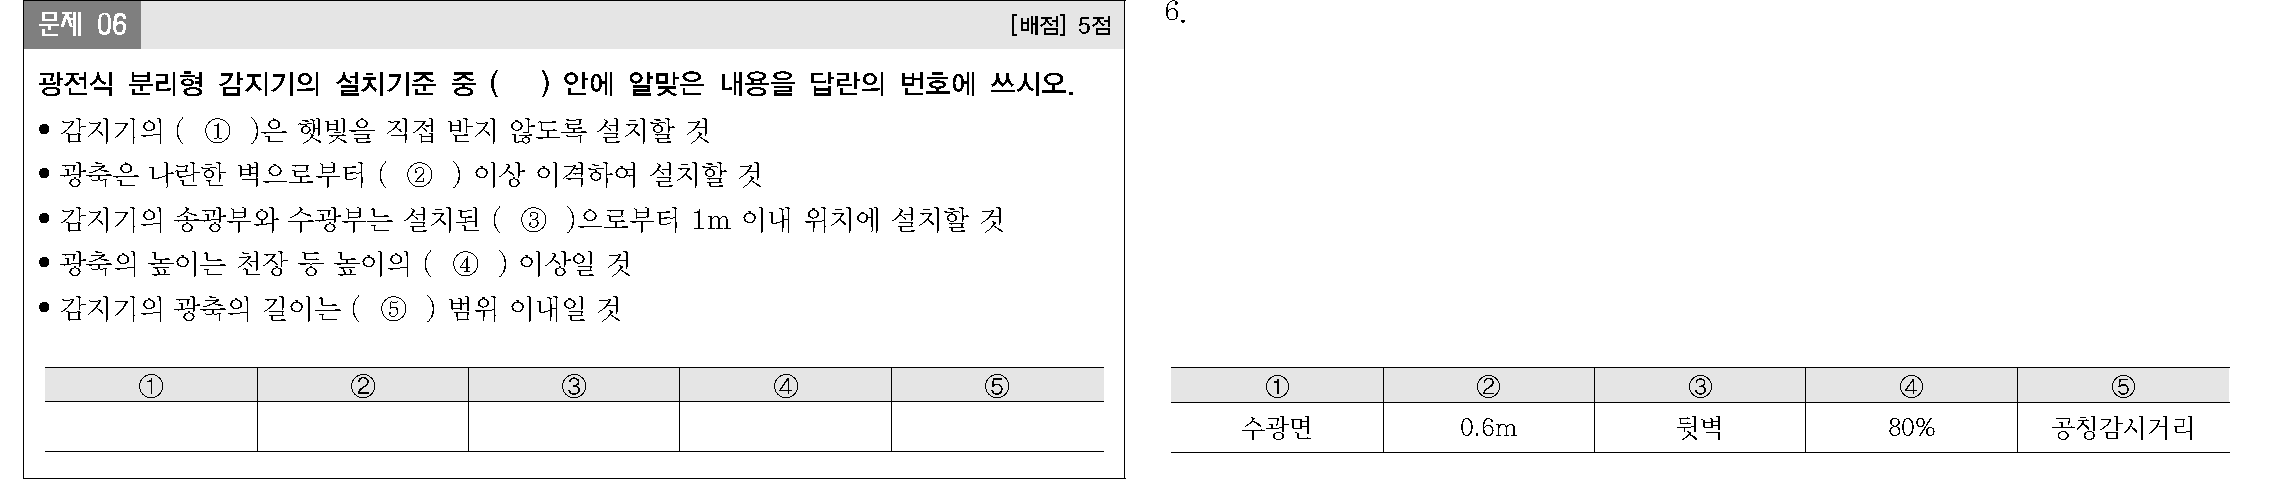 문제 06
[배점] 5점
광전식 분리형 감지기의 설치기준 중 (   ) 안에 알맞은 내용을 답란의 번호에 쓰시오.
• 감지기의 ( ① )은 햇빛을 직접 받지 않도록 설치할 것
• 광축은 나란한 벽으로부터 ( ② ) 이상 이격하여 설치할 것
• 감지기의 송광부와 수광부는 설치된 ( ③ )으로부터 1m 이내 위치에 설치할 것
• 광축의 높이는 천장 등 높이의 ( ④ ) 이상일 것
• 감지기의 광축의 길이는 ( ⑤ ) 범위 이내일 것
① ② ③ ④ ⑤
6.
① ② ③ ④ ⑤
수광면 0.6m 뒷벽 80% 공칭감시거리